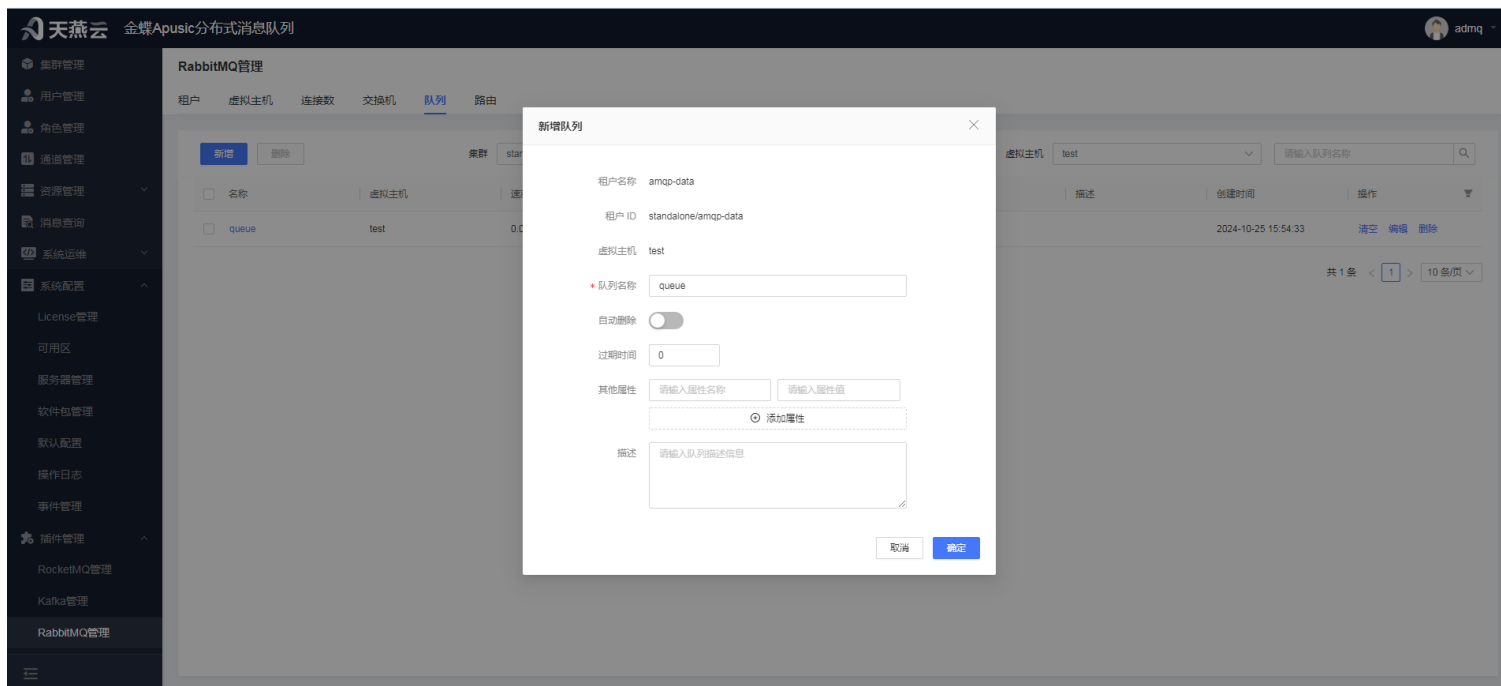 天燕云 金蝶Apusic分布式消息队列
admq
集群管理
用户管理
角色管理
通道管理
资源管理
消息查询
系统运维
系统配置
License管理
可用区
服务器管理
软件包管理
默认配置
操作日志
事件管理
插件管理
RocketMQ管理
Kafka管理
RabbitMQ管理
RabbitMQ管理
租户 虚拟主机 连接数 交换机 队列 路由
新增 删除 集群 star 虚拟主机 test 请输入队列名称
名称 虚拟主机 描述 创建时间 操作
queue test 0.0 2024-10-25 15:54:33 清空 编辑 删除
共 1 条 < 1 > 10 条/页
新增队列
租户名称 amqp-data
租户 ID standalone/amqp-data
虚拟主机 test
* 队列名称 queue
自动删除
过期时间 0
其他属性 请输入属性名称 请输入属性值
添加属性
描述 请输入队列描述信息
取消 确定